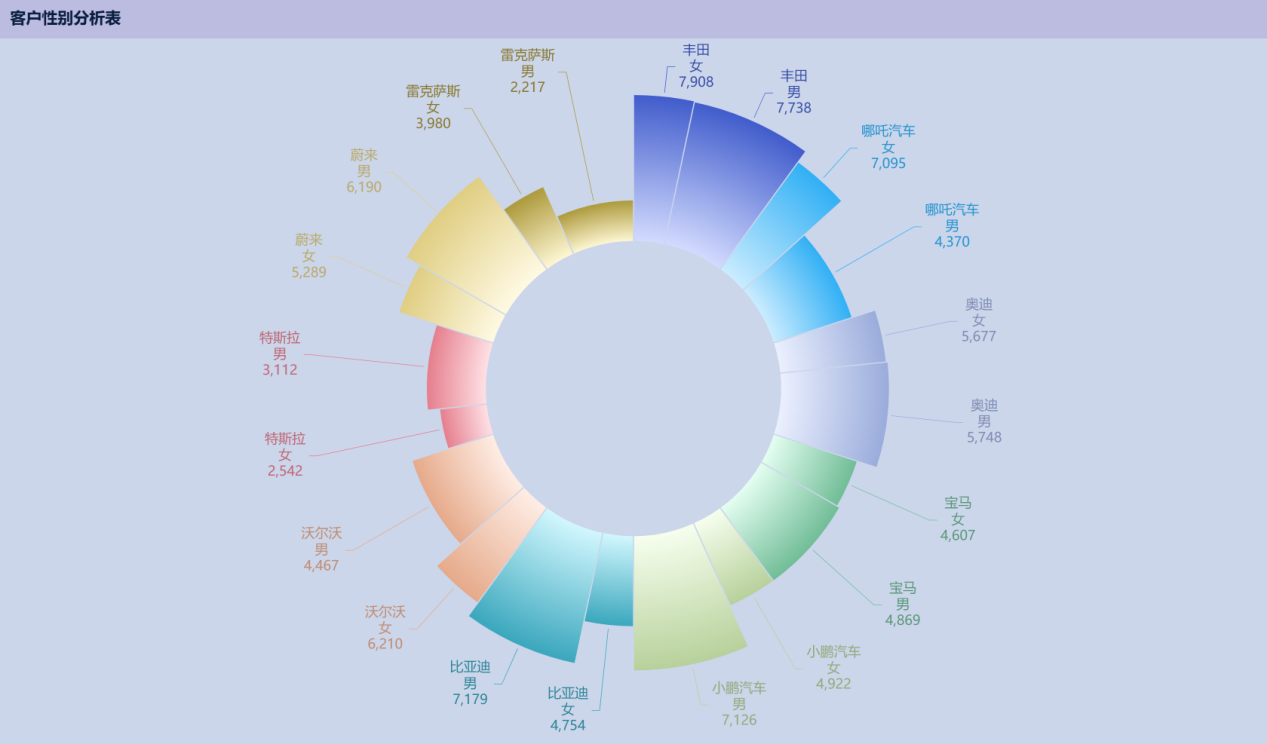 客户性别分析表
丰田
女
7,908
丰田
男
7,738
哪吒汽车
女
7,095
哪吒汽车
男
4,370
奥迪
女
5,677
奥迪
男
5,748
宝马
女
4,607
宝马
男
4,869
小鹏汽车
女
4,922
小鹏汽车
男
7,126
比亚迪
女
4,754
比亚迪
男
7,179
沃尔沃
女
6,210
沃尔沃
男
4,467
特斯拉
女
2,542
特斯拉
男
3,112
蔚来
女
5,289
蔚来
男
6,190
雷克萨斯
女
3,980
雷克萨斯
男
2,217